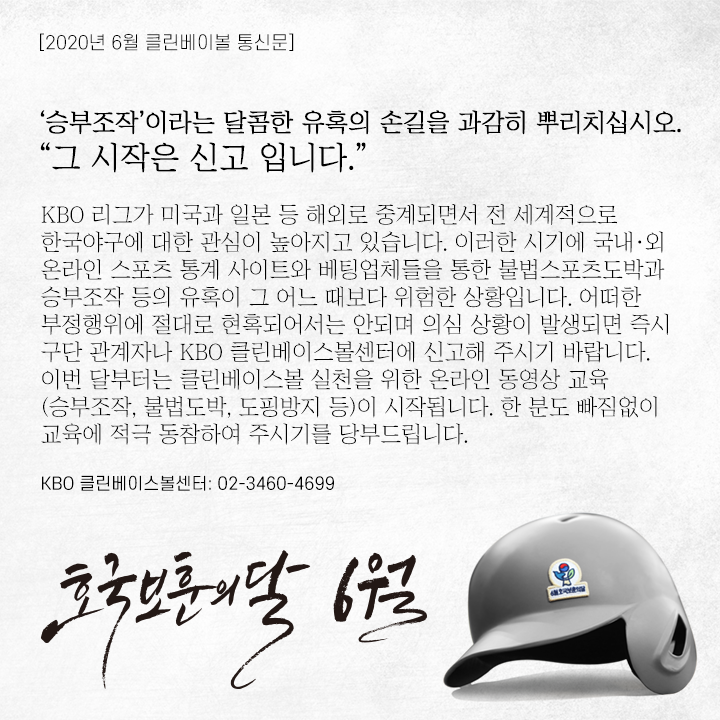 [2020년 6월 클린베이볼 통신문]
‘승부조작’이라는 달콤한 유혹의 손길을 과감히 뿌리치십시오.
“그 시작은 신고 입니다.”
KBO 리그가 미국과 일본 등 해외로 중계되면서 전 세계적으로
한국야구에 대한 관심이 높아지고 있습니다. 이러한 시기에 국내·외
온라인 스포츠 통계 사이트와 베팅업체들을 통한 불법스포츠도박과
승부조작 등의 유혹이 그 어느 때보다 위험한 상황입니다. 어떠한
부정행위에 절대로 현혹되어서는 안되며 의심 상황이 발생되면 즉시
구단 관계자나 KBO 클린베이스볼센터에 신고해 주시기 바랍니다.
이번 달부터는 클린베이스볼 실천을 위한 온라인 동영상 교육
(승부조작, 불법도박, 도핑방지 등)이 시작됩니다. 한 분도 빠짐없이
교육에 적극 동참하여 주시기를 당부드립니다.
KBO 클린베이스볼센터: 02-3460-4699
호국보훈의달 6월
6월 호국보훈의 달